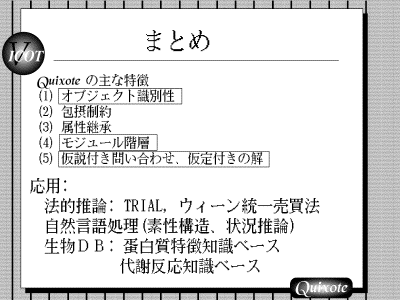 まとめ
VICOT
Quixote の主な特徴
(1) オブジェクト識別性
(2) 包摂制約
(3) 属性継承
(4) モジュール階層
(5) 仮説付き問い合わせ、仮定付きの解
応用:
法的推論: TRIAL, ウィーン統一売買法
自然言語処理(素性構造、状況推論)
生物DB: 蛋白質特徴知識ベース
代謝反応知識ベース
Quixote